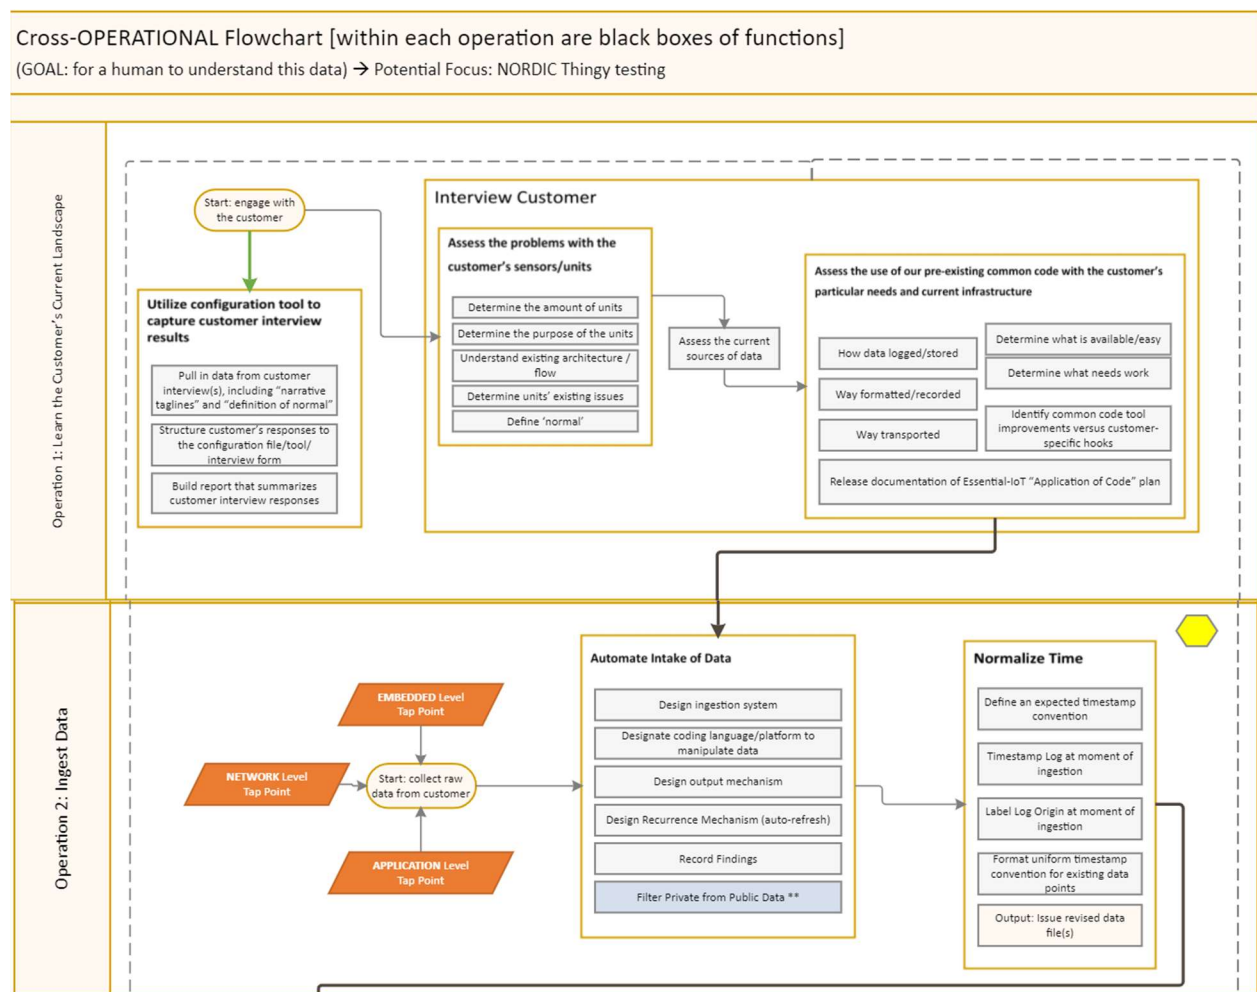 Cross-OPERATIONAL Flowchart [within each operation are black boxes of functions]
(GOAL: for a human to understand this data) → Potential Focus: NORDIC Thingy testing
Operation 1: Learn the Customer's Current Landscape
Start: engage with
the customer
Utilize configuration tool to
capture customer interview
results
Pull in data from customer
interview(s), including “narrative
taglines” and “definition of normal”
Structure customer's responses to
the configuration file/tool/
interview form
Build report that summarizes
customer interview responses
Interview Customer
Assess the problems with the
customer's sensors/units
Determine the amount of units
Determine the purpose of the units
Understand existing architecture /
flow
Determine units' existing issues
Define ‘normal’
Assess the current
sources of data
Assess the use of our pre-existing common code with the customer's
particular needs and current infrastructure
How data logged/stored
Way formatted/recorded
Way transported
Determine what is available/easy
Determine what needs work
Identify common code tool
improvements versus customer-
specific hooks
Release documentation of Essential-IoT “Application of Code” plan
Operation 2: Ingest Data
EMBEDDED Level
Tap Point
NETWORK Level
Tap Point
Start: collect raw
data from customer
APPLICATION Level
Tap Point
Automate Intake of Data
Design ingestion system
Designate coding language/platform to
manipulate data
Design output mechanism
Design Recurrence Mechanism (auto-refresh)
Record Findings
Filter Private from Public Data **
Normalize Time
Define an expected timestamp
convention
Timestamp Log at moment of
ingestion
Label Log Origin at moment of
ingestion
Format uniform timestamp
convention for existing data
points
Output: Issue revised data
file(s)